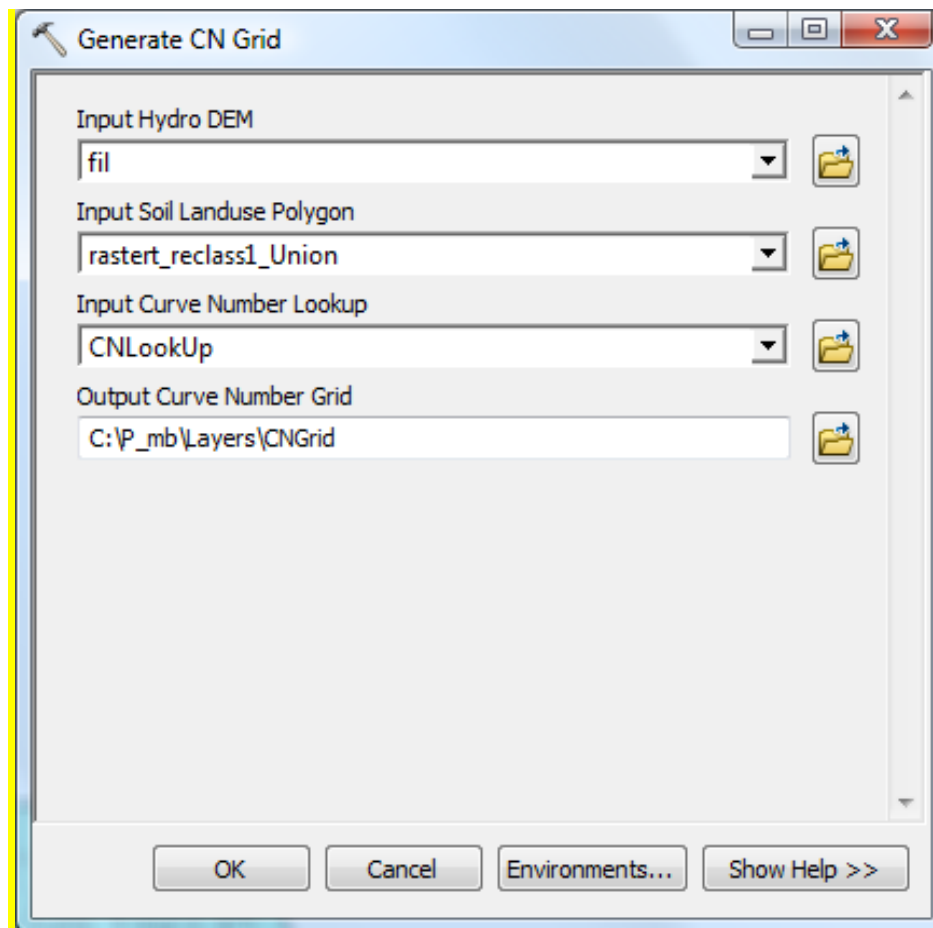 Generate CN Grid
Input Hydro DEM
fil
Input Soil Landuse Polygon
rastert_reclass1_Union
Input Curve Number Lookup
CNLookUp
Output Curve Number Grid
C:\P_mb\Layers\CNGrid
OK Cancel Environments... Show Help >>